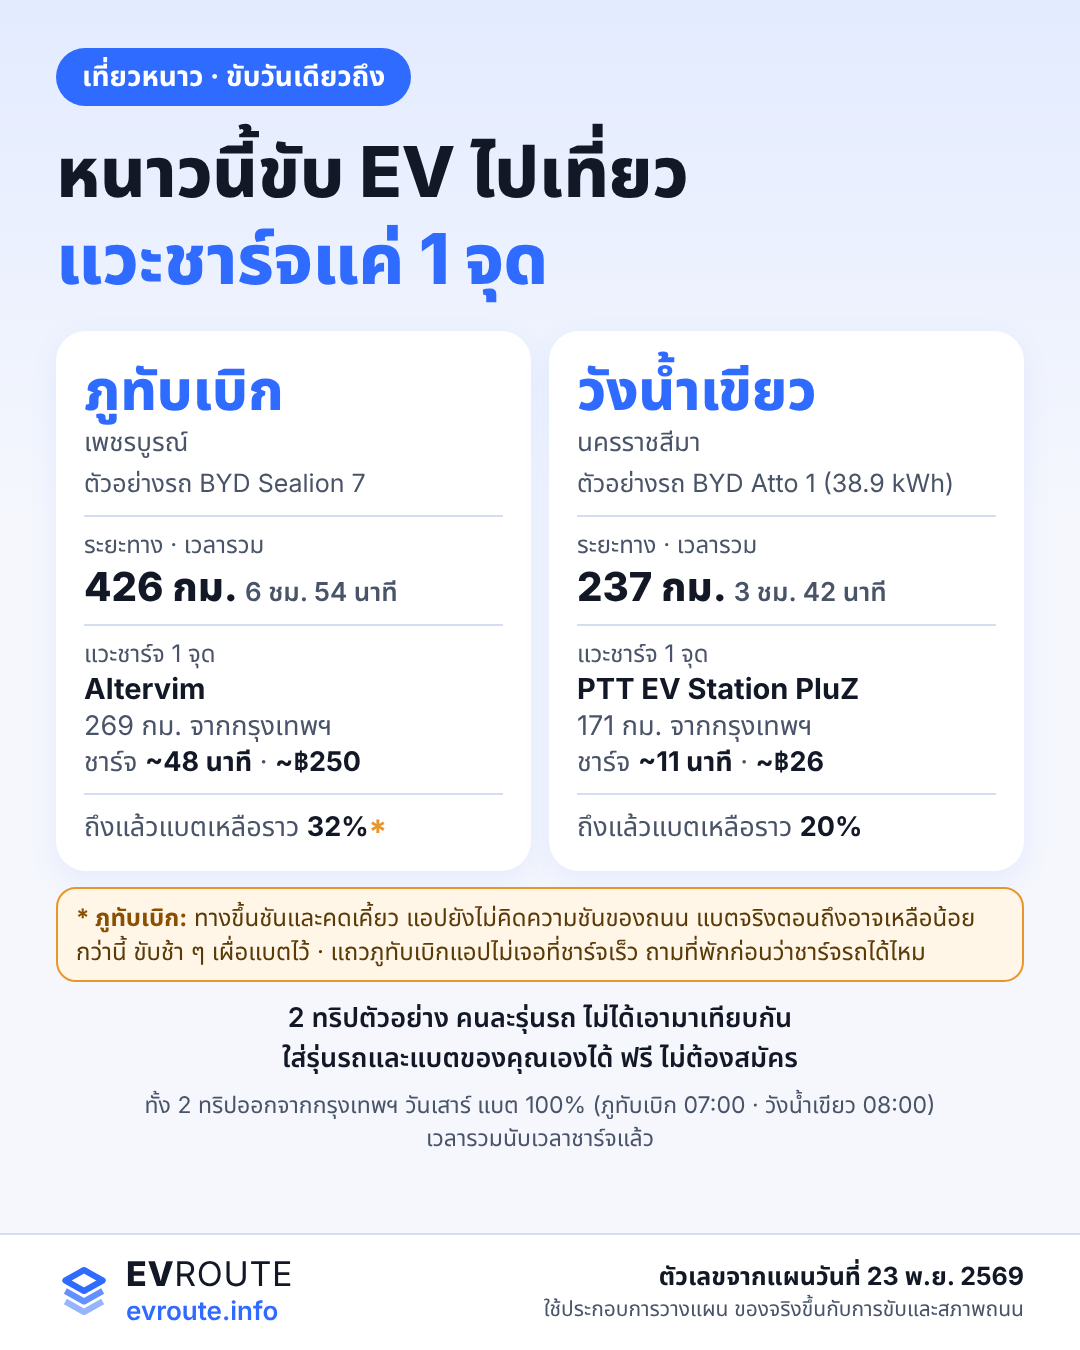 เที่ยวหนาว · ขับวันเดียวถึง
หนาวนี้ขับ EV ไปเที่ยว
แวะชาร์จแค่ 1 จุด
ภูทับเบิก
เพชรบูรณ์
ตัวอย่างรถ BYD Sealion 7
ระยะทาง · เวลารวม
426 กม. 6 ชม. 54 นาที
แวะชาร์จ 1 จุด
Altervim
269 กม. จากกรุงเทพฯ
ชาร์จ ~48 นาที · ~฿250
ถึงแล้วแบตเหลือราว 32%*
วังน้ำเขียว
นครราชสีมา
ตัวอย่างรถ BYD Atto 1 (38.9 kWh)
ระยะทาง · เวลารวม
237 กม. 3 ชม. 42 นาที
แวะชาร์จ 1 จุด
PTT EV Station PluZ
171 กม. จากกรุงเทพฯ
ชาร์จ ~11 นาที · ~฿26
ถึงแล้วแบตเหลือราว 20%
* ภูทับเบิก: ทางขึ้นชันและคดเคี้ยว แอปยังไม่คิดความชันของถนน แบตจริงตอนถึงอาจเหลือน้อย
กว่านี้ ขับช้า ๆ เผื่อแบตไว้ · แถวภูทับเบิกแอปไม่เจอที่ชาร์จเร็ว ถามที่พักก่อนว่าชาร์จรถได้ไหม
2 ทริปตัวอย่าง คนละรุ่นรถ ไม่ได้เอามาเทียบกัน
ใส่รุ่นรถและแบตของคุณเองได้ ฟรี ไม่ต้องสมัคร
ทั้ง 2 ทริปออกจากกรุงเทพฯ วันเสาร์ แบต 100% (ภูทับเบิก 07:00 · วังน้ำเขียว 08:00)
เวลารวมนับเวลาชาร์จแล้ว
EVROUTE
evroute.info
ตัวเลขจากแผนวันที่ 23 พ.ย. 2569
ใช้ประกอบการวางแผน ของจริงขึ้นกับการขับและสภาพถนน